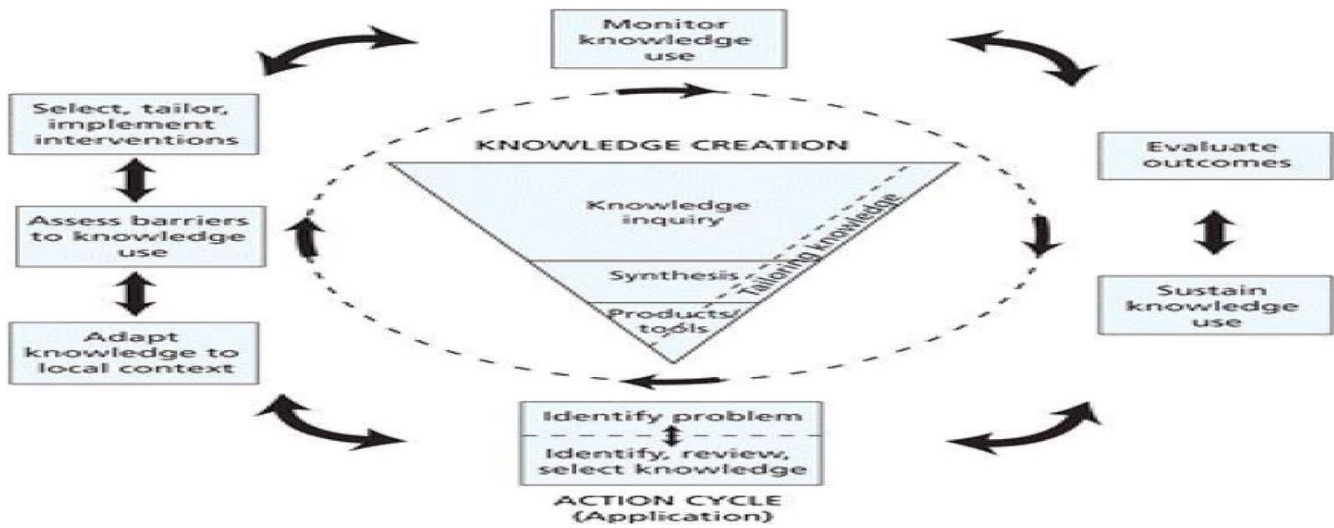 Monitor
knowledge
use
Select, tailor,
implement
interventions
KNOWLEDGE CREATION
Evaluate
outcomes
Knowledge
inquiry
Tailoring knowledge
Assess barriers
to knowledge
use
Synthesis
Sustain
knowledge
use
Products/
tools
Adapt
knowledge to
local context
Identify problem
Identify, review,
select knowledge
ACTION CYCLE
(Application)